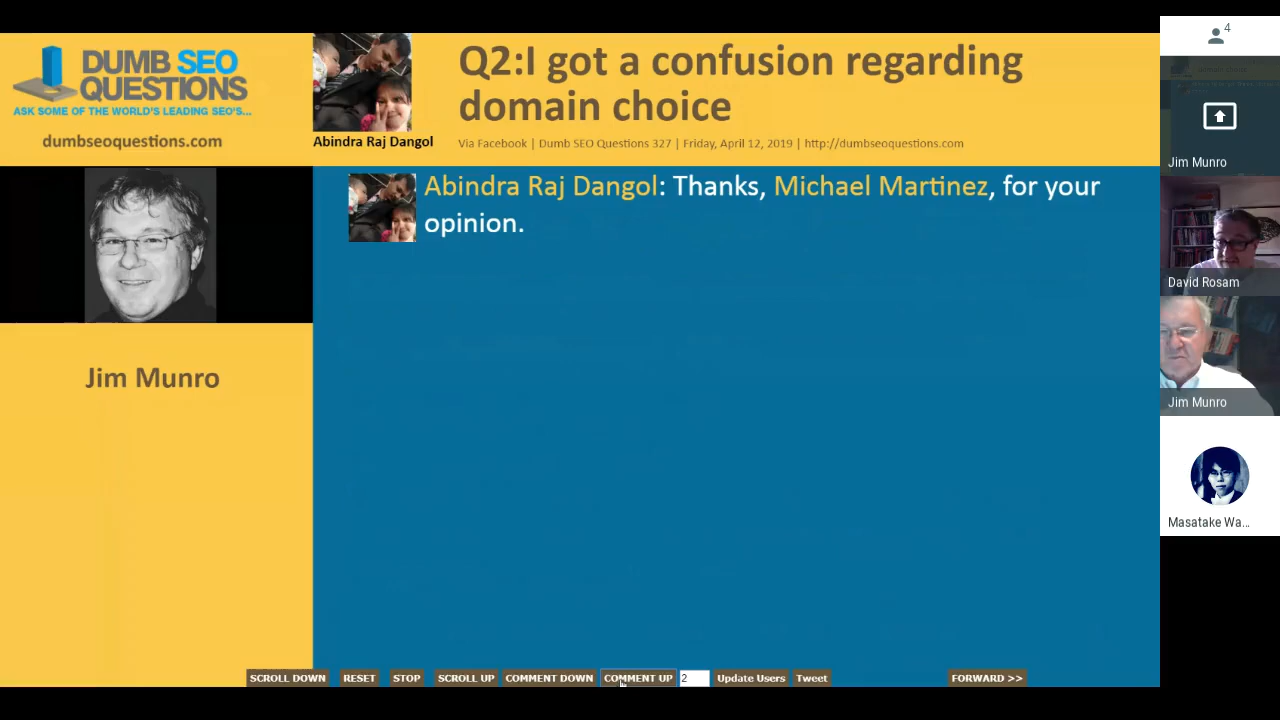 DUMB SEO
QUESTIONS
ASK SOME OF THE WORLD'S LEADING SEO'S...
dumbseoquestions.com
Abindra Raj Dangol
Q2:I got a confusion regarding
domain choice
Via Facebook | Dumb SEO Questions 327 | Friday, April 12, 2019 | http://dumbseoquestions.com
Jim Munro
Abindra Raj Dangol: Thanks, Michael Martinez, for your
opinion.
SCROLL DOWN RESET STOP SCROLL UP COMMENT DOWN COMMENT UP 2 Update Users Tweet FORWARD >>
4
Jim Munro
David Rosam
Jim Munro
Masatake Wa...